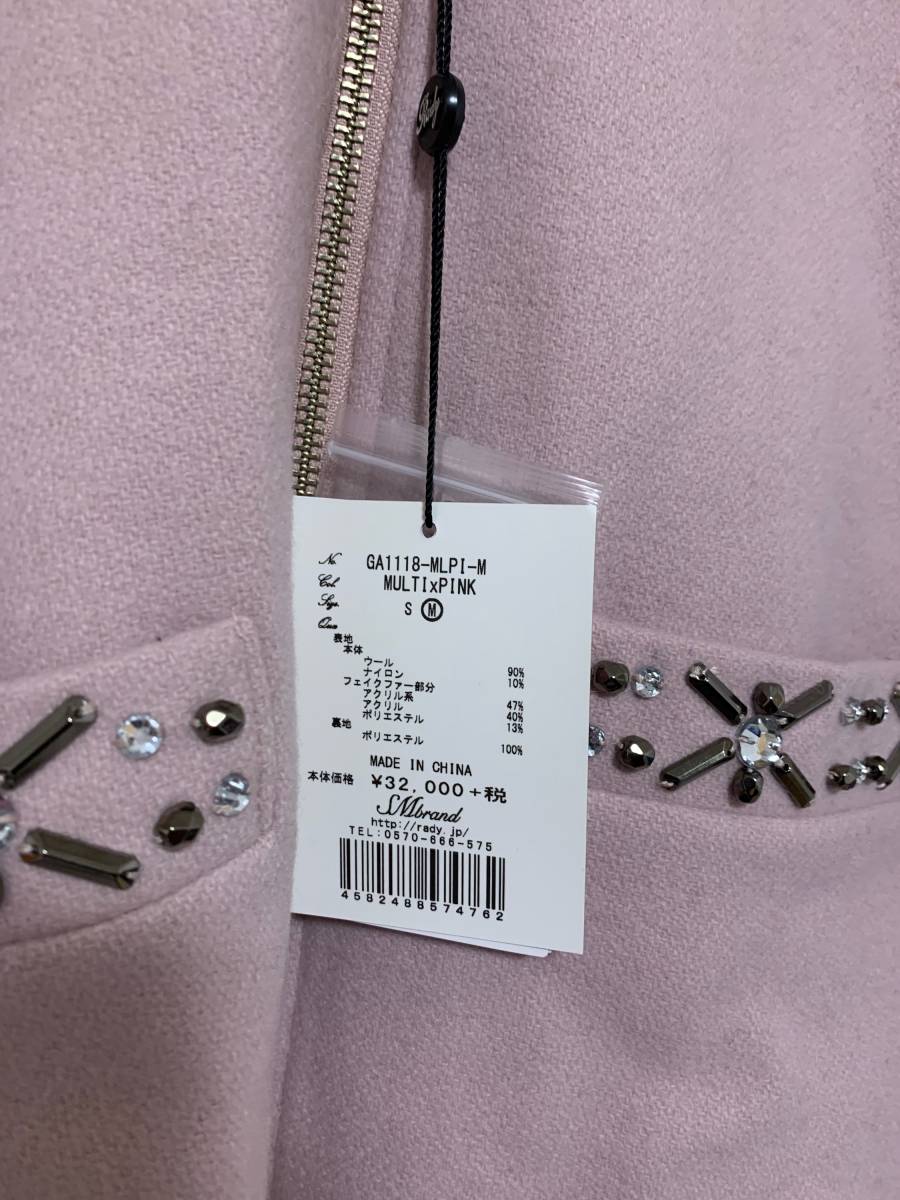 Rady
No. GA1118-MLPI-M
Col. MULTIxPINK
Sigs. S M
Qua
表地
本体
ウール 90%
ナイロン 10%
フェイクファー部分
アクリル系 47%
アクリル 40%
ポリエステル 13%
裏地
ポリエステル 100%
MADE IN CHINA
本体価格 ¥32,000+税
SMbrand
http://rady.jp/
TEL:0570-666-575
4582488574762